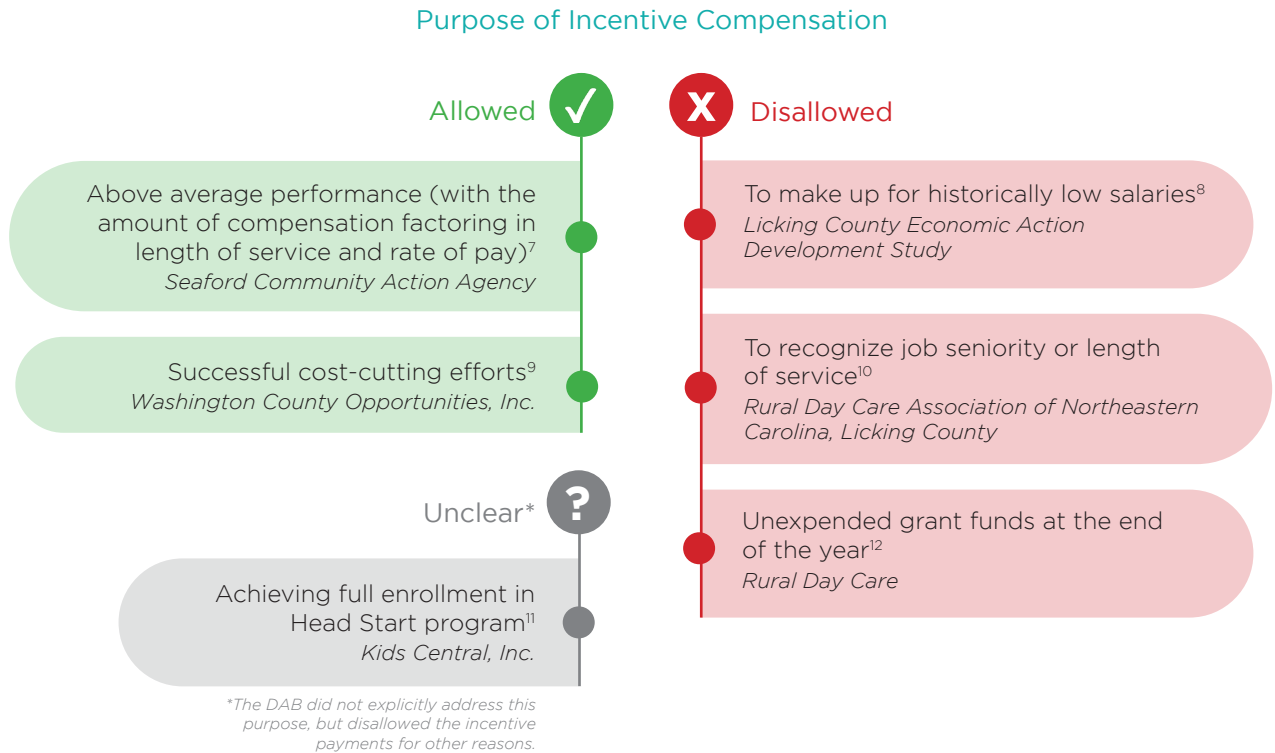 Purpose of Incentive Compensation
Allowed
✓
Above average performance (with the
amount of compensation factoring in
length of service and rate of pay)⁷
Seaford Community Action Agency
Successful cost-cutting efforts⁹
Washington County Opportunities, Inc.
Unclear*
?
Achieving full enrollment in
Head Start program¹¹
Kids Central, Inc.
*The DAB did not explicitly address this
purpose, but disallowed the incentive
payments for other reasons.
X
Disallowed
To make up for historically low salaries⁸
Licking County Economic Action
Development Study
To recognize job seniority or length
of service¹⁰
Rural Day Care Association of Northeastern
Carolina, Licking County
Unexpended grant funds at the end
of the year¹²
Rural Day Care